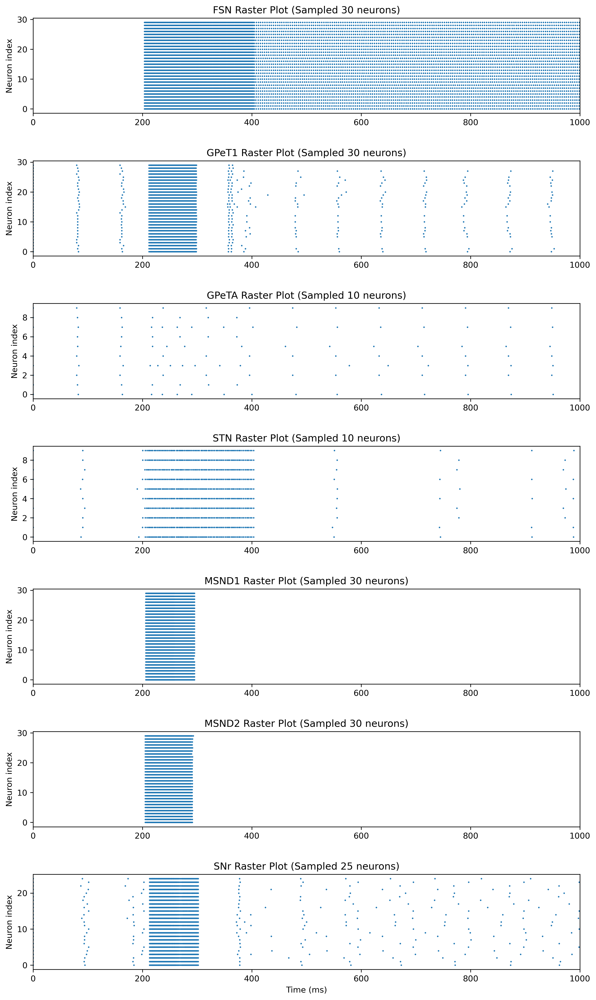 FSN Raster Plot (Sampled 30 neurons)
Neuron index
30
20
10
0
0 200 400 600 800 1000
GPeT1 Raster Plot (Sampled 30 neurons)
Neuron index
30
20
10
0
0 200 400 600 800 1000
GPeTA Raster Plot (Sampled 10 neurons)
Neuron index
8
6
4
2
0
0 200 400 600 800 1000
STN Raster Plot (Sampled 10 neurons)
Neuron index
8
6
4
2
0
0 200 400 600 800 1000
MSND1 Raster Plot (Sampled 30 neurons)
Neuron index
30
20
10
0
0 200 400 600 800 1000
MSND2 Raster Plot (Sampled 30 neurons)
Neuron index
30
20
10
0
0 200 400 600 800 1000
SNr Raster Plot (Sampled 25 neurons)
Neuron index
20
10
0
0 200 400 600 800 1000
Time (ms)